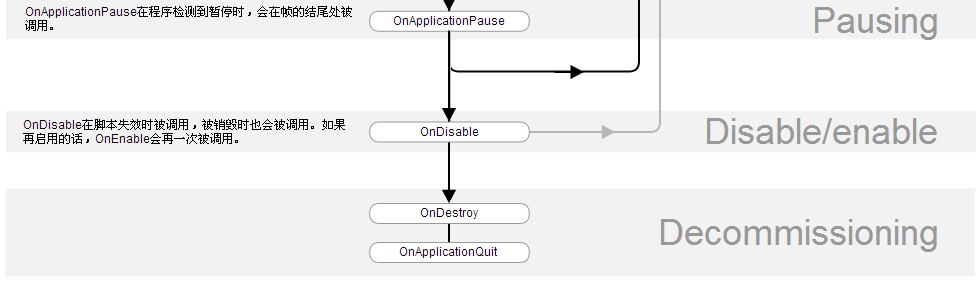 OnApplicationPause在程序检测到暂停时，会在帧的结尾处被
调用。
OnApplicationPause
Pausing
OnDisable在脚本失效时被调用，被销毁时也会被调用。如果
再启用的话，OnEnable会再一次被调用。
OnDisable
Disable/enable
OnDestroy
OnApplicationQuit
Decommissioning